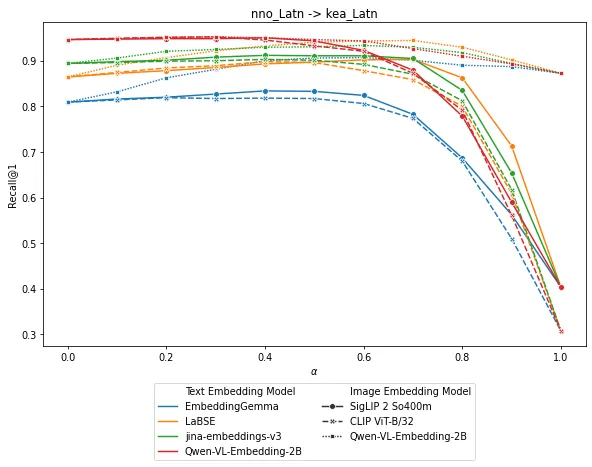 nno_Latn -> kea_Latn
Recall@1
0.9
0.8
0.7
0.6
0.5
0.4
0.3
0.0
0.2
0.4
0.6
0.8
1.0
α
Text Embedding Model
EmbeddingGemma
LaBSE
jina-embeddings-v3
Qwen-VL-Embedding-2B
Image Embedding Model
SigLIP 2 So400m
CLIP ViT-B/32
Qwen-VL-Embedding-2B